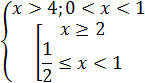 { x > 4; 0 < x < 1
[ x ≥ 2
1/2 ≤ x < 1